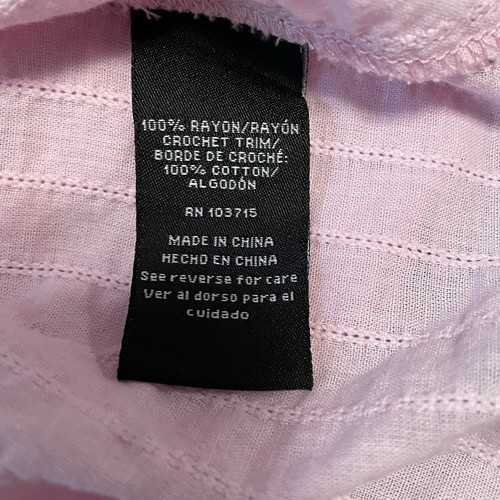 100% RAYON/RAYÓN
CROCHET TRIM/
BORDE DE CROCHÉ:
100% COTTON/
ALGODÓN
RN 103715
MADE IN CHINA
HECHO EN CHINA
See reverse for care
Ver al dorso para el
cuidado